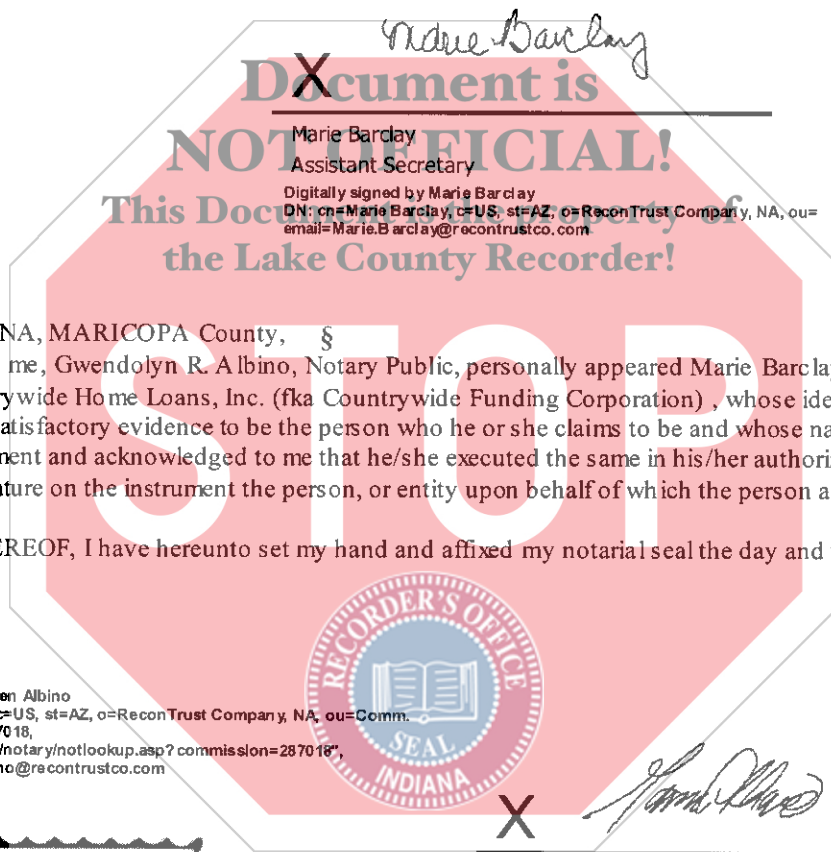 Marie Barclay
X
Document is
NOT OFFICIAL!
This Document is the property of
the Lake County Recorder!
Marie Barclay
Assistant Secretary
Digitally signed by Marie Barclay
DN: cn=Marie Barclay, c=US, st=AZ, o=ReconTrust Company, NA, ou=
email=Marie.Barclay@recontrustco.com
NA, MARICOPA County, §
me, Gwendolyn R. Albino, Notary Public, personally appeared Marie Barclay
ywide Home Loans, Inc. (fka Countrywide Funding Corporation) , whose ide
atisfactory evidence to be the person who he or she claims to be and whose na
nent and acknowledged to me that he/she executed the same in his/her authori
ture on the instrument the person, or entity upon behalf of which the person a
STOP
EREOF, I have hereunto set my hand and affixed my notarial seal the day and
RECORDER'S OFFICE
SEAL
INDIANA
en Albino
c=US, st=AZ, o=ReconTrust Company, NA, ou=Comm.
7018,
/notary/notlookup.asp?commission=287018",
no@recontrustco.com
X